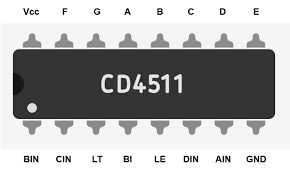 Vcc F G A B C D E
CD4511
BIN CIN LT BI LE DIN AIN GND